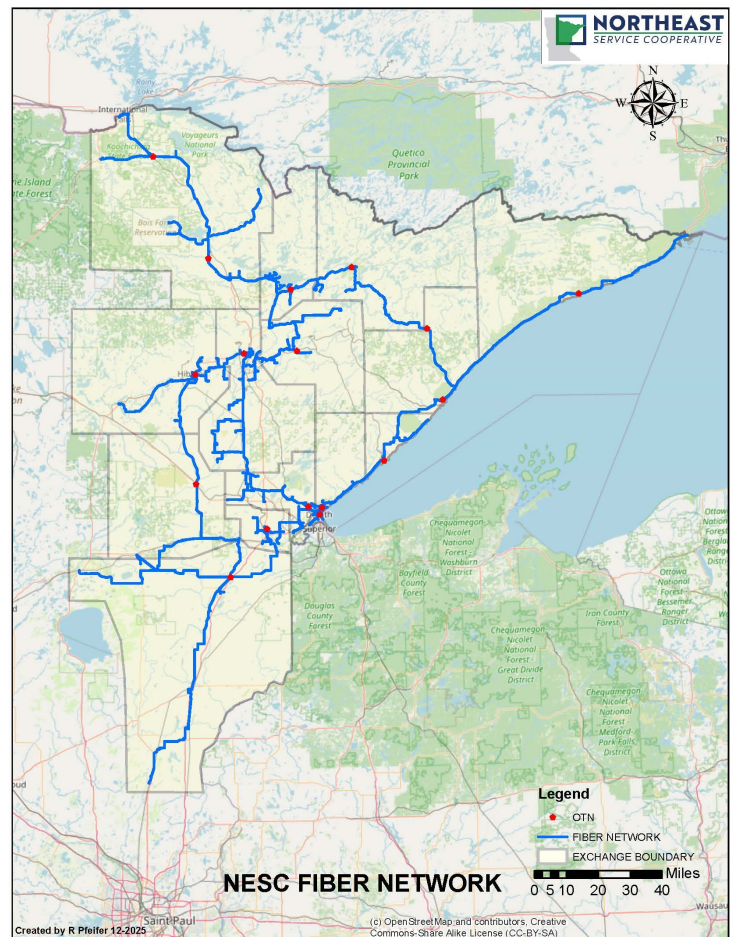 NORTHEAST
SERVICE COOPERATIVE
N
W E
S
Rainy
Lake
International
Voyageurs
National
Park
Quetico
Provincial
Park
Bois
Reservation
Superior
Chequamegon
Nicolet
National
Forest
Washburn
District
Bayfield
County
Forest
Douglas
County
Forest
Iron County
Forest
Ottawa
National
Forest
Bessemer
Ranger
District
Chequamegon
Nicolet
National
Forest
Great Divide
District
Chequamegon
Nicolet
National
Forest
Medford
Park Falls
District
Legend
OTN
FIBER NETWORK
EXCHANGE BOUNDARY
Miles
0 5 10 20 30 40
NESC FIBER NETWORK
Saint Paul
Wausau
Created by R Pfeifer 12-2025
(c) OpenStreetMap and contributors, Creative
Commons-Share Alike License (CC-BY-SA)